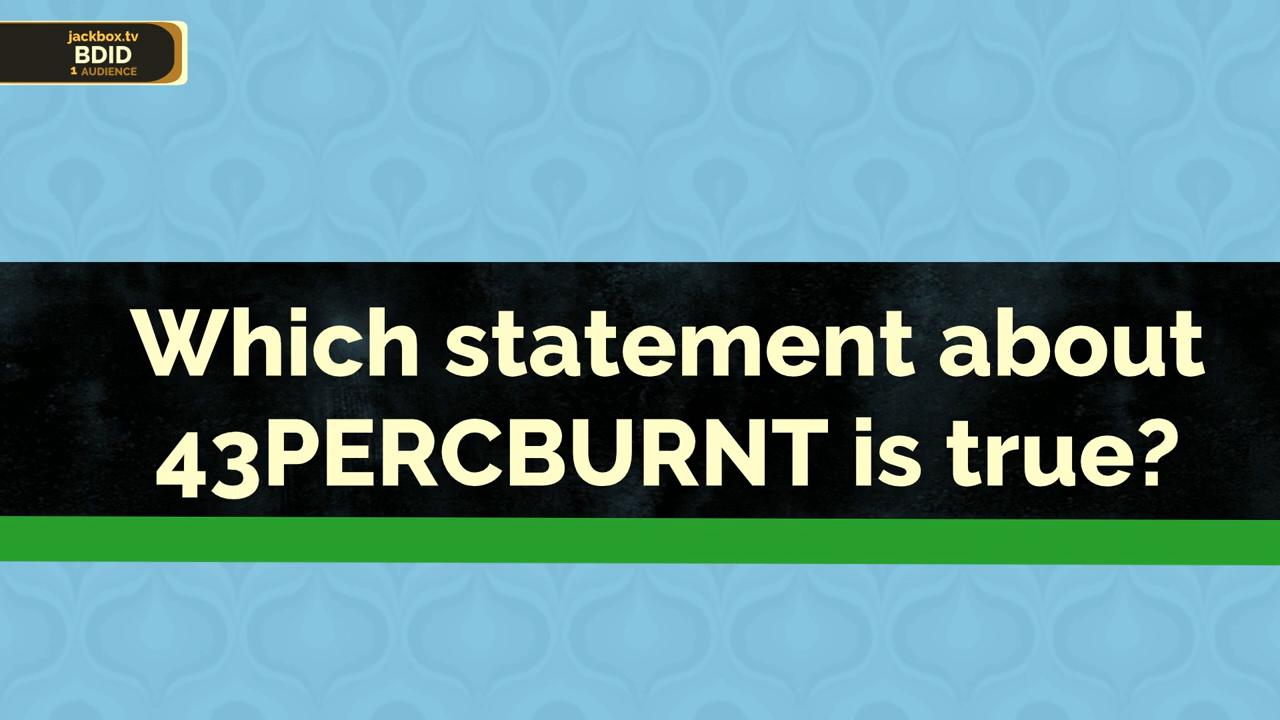 jackbox.tv
BDID
1 AUDIENCE
Which statement about
43PERCBURNT is true?